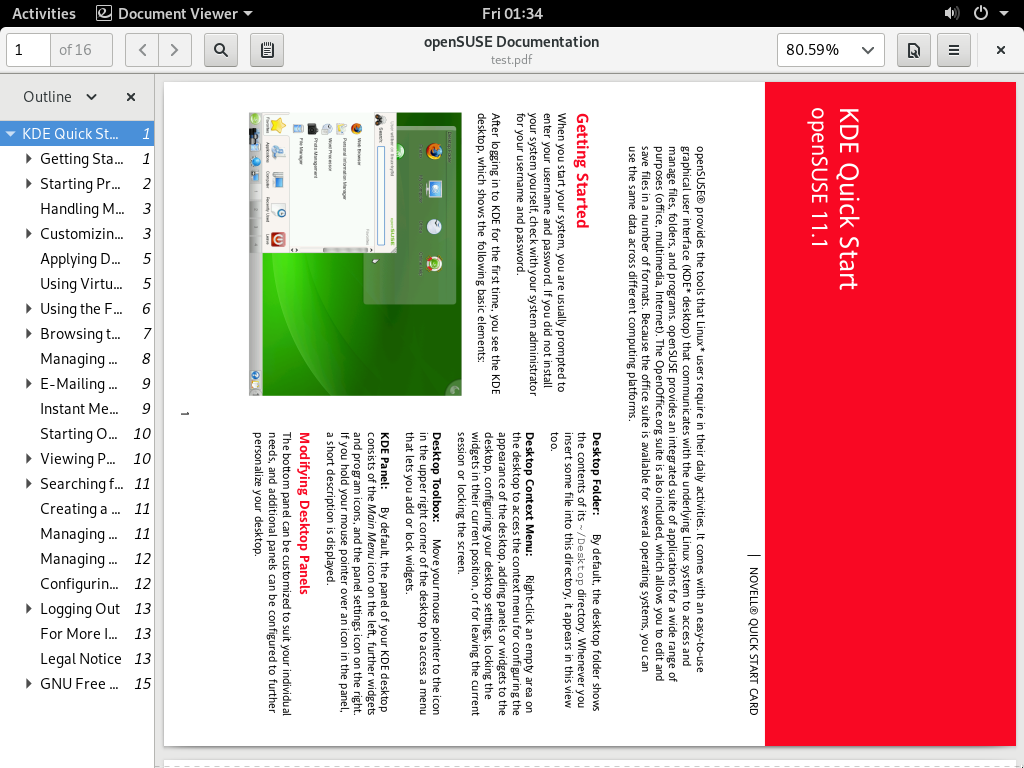 Activities
Document Viewer
Fri 01:34
1
of 16
openSUSE Documentation
test.pdf
80.59%
Outline
KDE Quick St... 1
Getting Sta... 1
Starting Pr... 2
Handling M... 3
Customizin... 3
Applying D... 5
Using Virtu... 5
Using the F... 6
Browsing t... 7
Managing ... 8
E-Mailing ... 9
Instant Me... 9
Starting O... 10
Viewing P... 10
Searching f... 11
Creating a ... 11
Managing ... 11
Managing ... 12
Configurin... 12
Logging Out 13
For More I... 13
Legal Notice 13
GNU Free ... 15
KDE Quick Start
openSUSE 11.1
NOVELL® QUICK START CARD
openSUSE® provides the tools that Linux* users require in their daily activities. It comes with an easy-to-use
graphical user interface (KDE* desktop) that communicates with the underlying Linux system to access and
manage files, folders, and programs. openSUSE provides an integrated suite of applications for a wide range of
purposes (office, multimedia, Internet). The OpenOffice.org suite is also included, which allows you to edit and
save files in a number of formats. Because the office suite is available for several operating systems, you can
use the same data across different computing platforms.
Getting Started
When you start your system, you are usually prompted to
enter your username and password. If you did not install
your system yourself, check with your system administrator
for your username and password.
After logging in to KDE for the first time, you see the KDE
desktop, which shows the following basic elements:
Search:
Web Browser
Personal Information Manager
Word Processor
Photo Management
File Manager
Favorites
Applications
Computer
Recently Used
Leave
Desktop Folder: By default, the desktop folder shows
the contents of its ~/Desktop directory. Whenever you
insert some file into this directory, it appears in this view
too.
Desktop Context Menu: Right-click an empty area on
the desktop to access the context menu for configuring the
appearance of the desktop, adding panels or widgets to the
desktop, configuring your desktop settings, locking the
widgets in their current position, or for leaving the current
session or locking the screen.
Desktop Toolbox: Move your mouse pointer to the icon
in the upper right corner of the desktop to access a menu
that lets you add or lock widgets.
KDE Panel: By default, the panel of your KDE desktop
consists of the Main Menu icon on the left, further widgets
and program icons, and the panel settings icon on the right.
If you hold your mouse pointer over an icon in the panel,
a short description is displayed.
Modifying Desktop Panels
The bottom panel can be customized to suit your individual
needs, and additional panels can be configured to further
personalize your desktop.
1